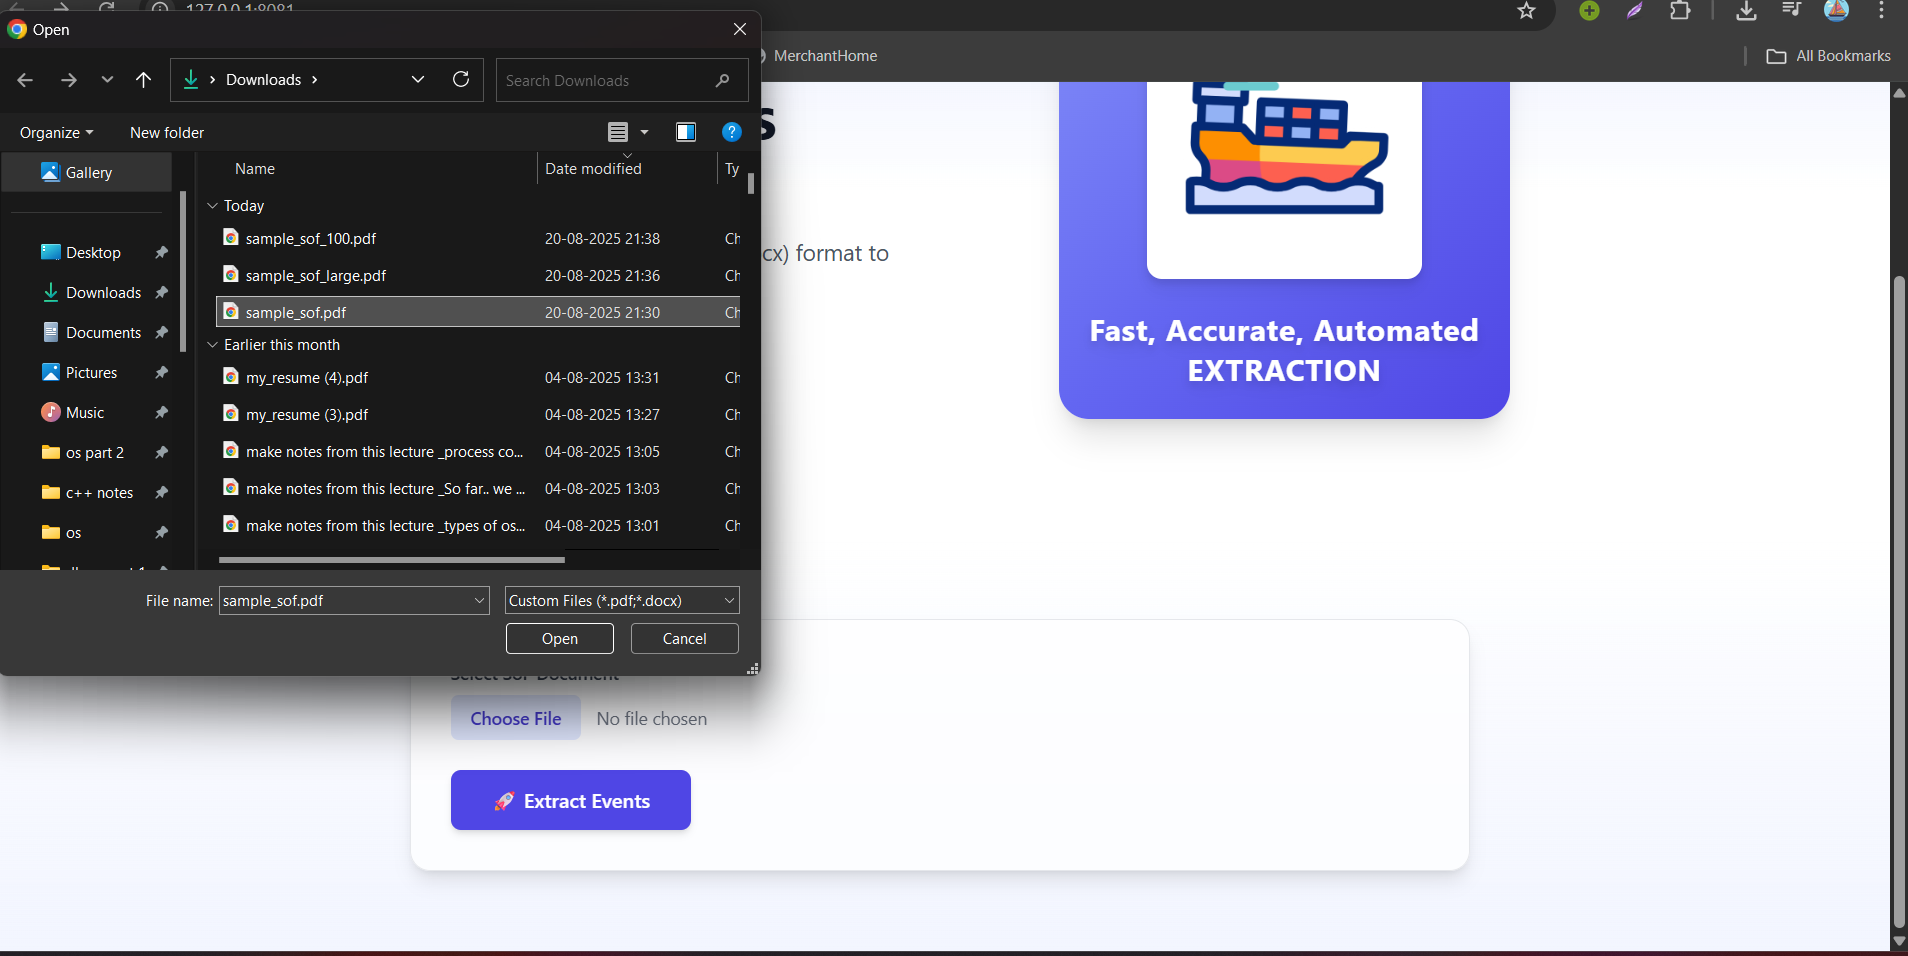 127.0.0.1:8081
Open
MerchantHome
All Bookmarks
Downloads
Search Downloads
Organize
New folder
Gallery
Desktop
Downloads
Documents
Pictures
Music
os part 2
c++ notes
os
Name Date modified Ty
Today
sample_sof_100.pdf 20-08-2025 21:38 Ch
sample_sof_large.pdf 20-08-2025 21:36 Ch
sample_sof.pdf 20-08-2025 21:30 Ch
Earlier this month
my_resume (4).pdf 04-08-2025 13:31 Ch
my_resume (3).pdf 04-08-2025 13:27 Ch
make notes from this lecture _process co... 04-08-2025 13:05 Ch
make notes from this lecture _So far.. we ... 04-08-2025 13:03 Ch
make notes from this lecture _types of os... 04-08-2025 13:01 Ch
File name: sample_sof.pdf Custom Files (*.pdf;*.docx)
Open Cancel
s
cx) format to
Fast, Accurate, Automated
EXTRACTION
Select SoF Document
Choose File No file chosen
🚀 Extract Events